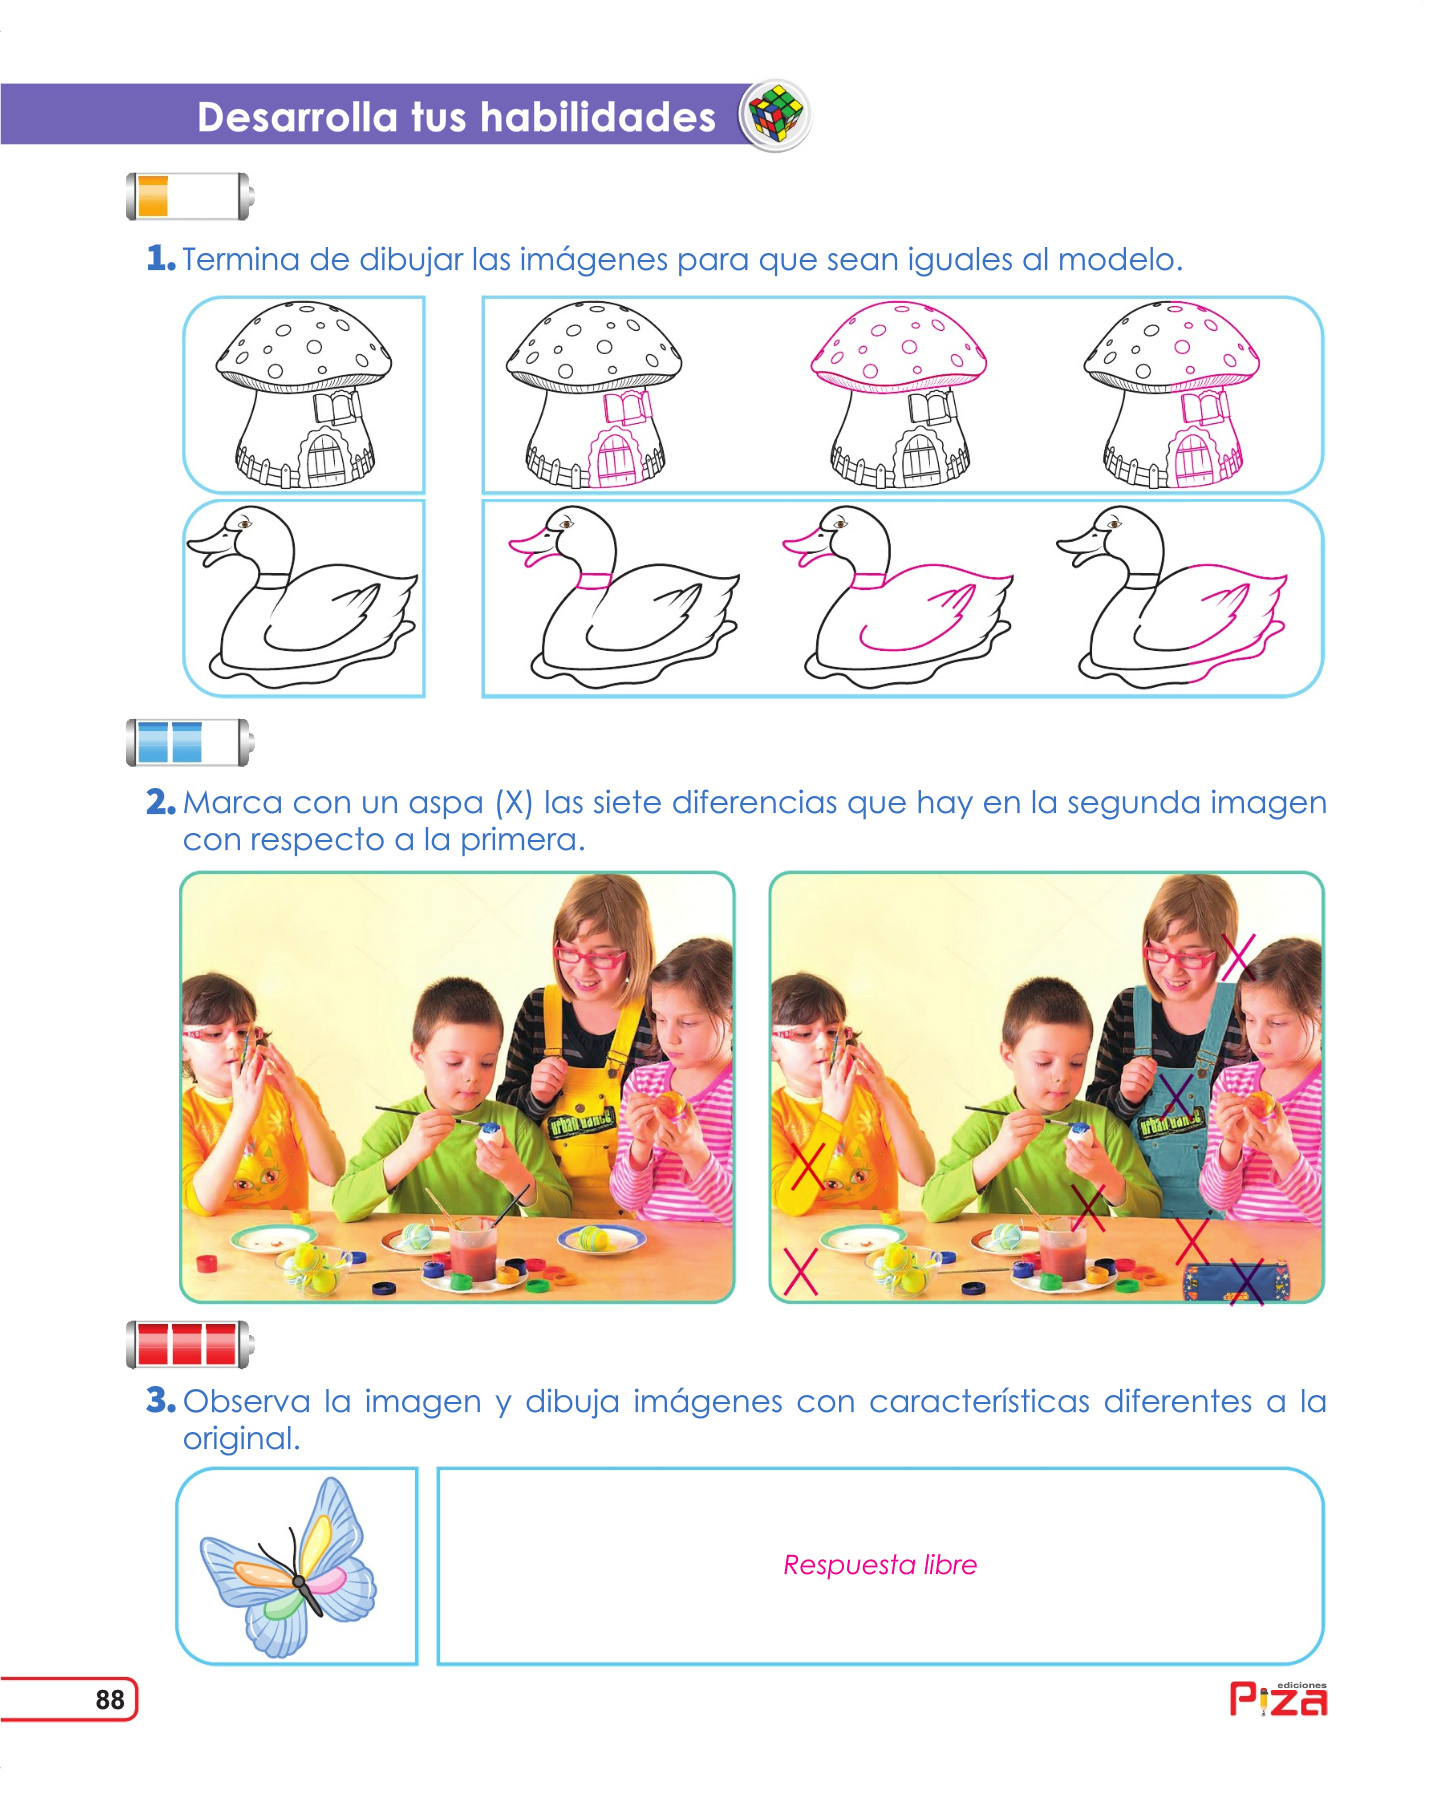 Desarrolla tus habilidades
1. Termina de dibujar las imágenes para que sean iguales al modelo.
2. Marca con un aspa (X) las siete diferencias que hay en la segunda imagen
con respecto a la primera.
urban dance
urban dance
3. Observa la imagen y dibuja imágenes con características diferentes a la
original.
Respuesta libre
88
ediciones
Piza